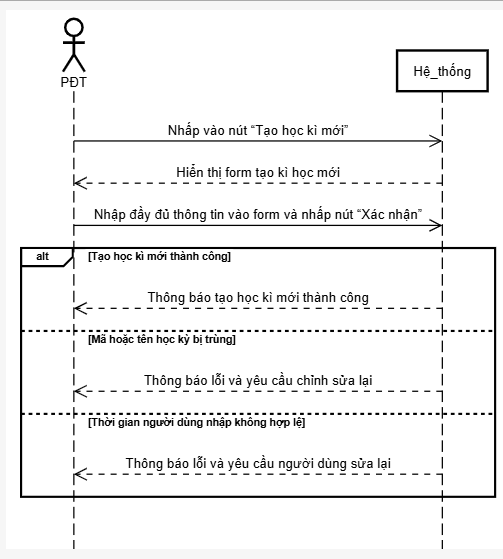 PĐT
Hệ_thống
Nhấp vào nút “Tạo học kì mới”
Hiển thị form tạo kì học mới
Nhập đầy đủ thông tin vào form và nhấp nút “Xác nhận”
alt
[Tạo học kì mới thành công]
Thông báo tạo học kì mới thành công
[Mã hoặc tên học kỳ bị trùng]
Thông báo lỗi và yêu cầu chỉnh sửa lại
[Thời gian người dùng nhập không hợp lệ]
Thông báo lỗi và yêu cầu người dùng sửa lại